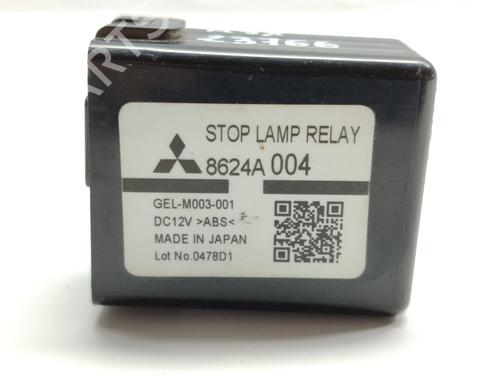 23166
STOP LAMP RELAY
8624A 004
GEL-M003-001
DC12V >ABS<
MADE IN JAPAN
Lot No.0478D1